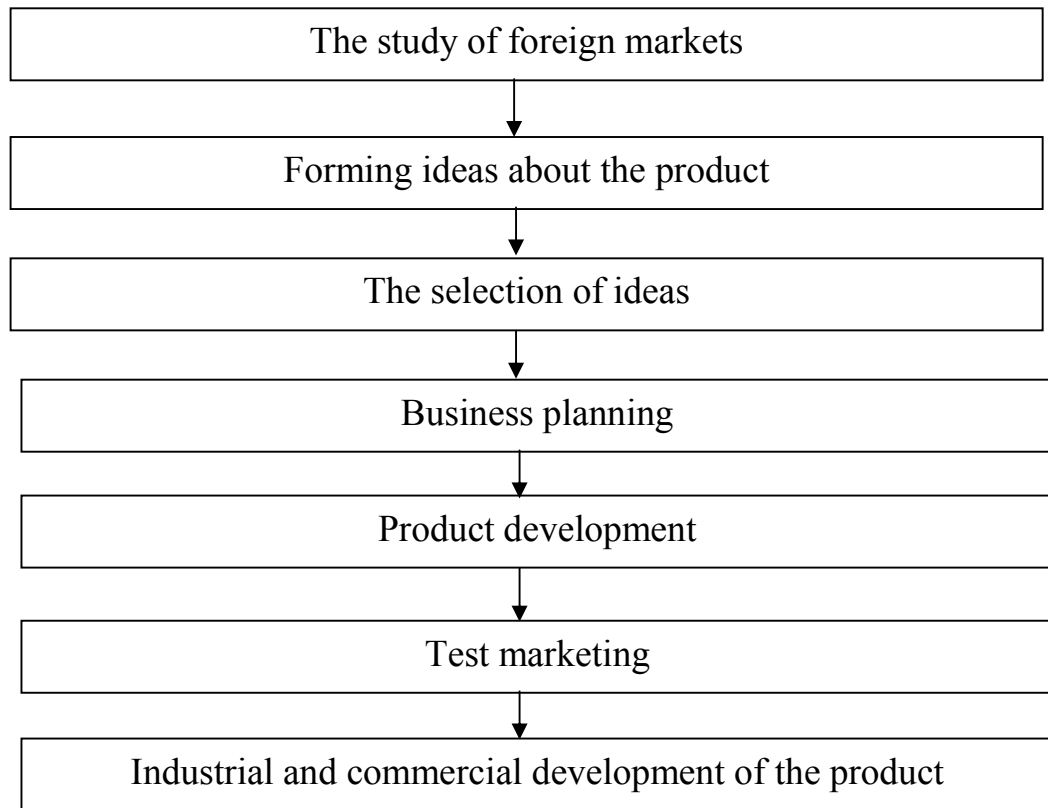 The study of foreign markets
Forming ideas about the product
The selection of ideas
Business planning
Product development
Test marketing
Industrial and commercial development of the product